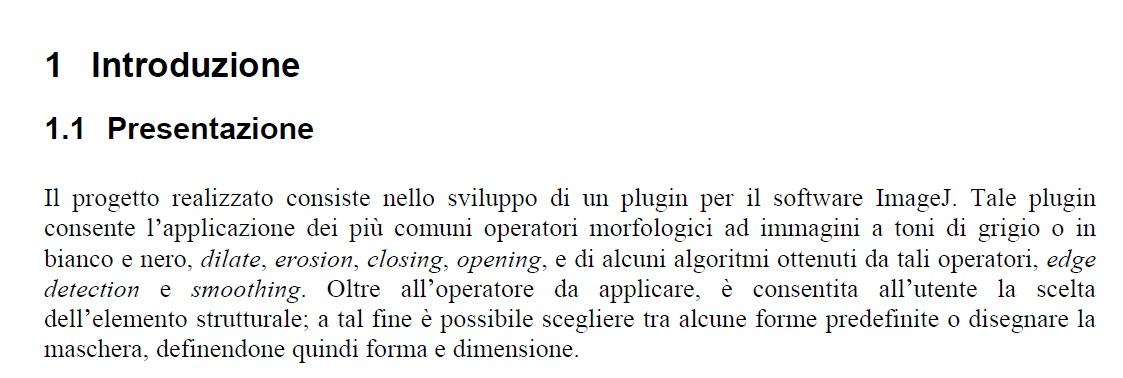 1 Introduzione
1.1 Presentazione
Il progetto realizzato consiste nello sviluppo di un plugin per il software ImageJ. Tale plugin
consente l’applicazione dei più comuni operatori morfologici ad immagini a toni di grigio o in
bianco e nero, dilate, erosion, closing, opening, e di alcuni algoritmi ottenuti da tali operatori, edge
detection e smoothing. Oltre all’operatore da applicare, è consentita all’utente la scelta
dell’elemento strutturale; a tal fine è possibile scegliere tra alcune forme predefinite o disegnare la
maschera, definendone quindi forma e dimensione.